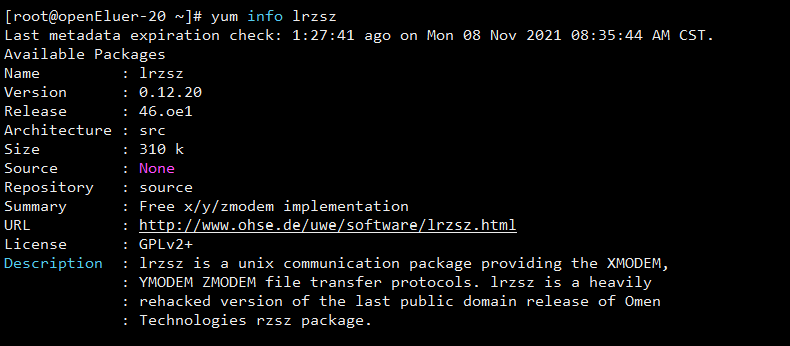 [root@openEluer-20 ~]# yum info lrzsz
Last metadata expiration check: 1:27:41 ago on Mon 08 Nov 2021 08:35:44 AM CST.
Available Packages
Name         : lrzsz
Version      : 0.12.20
Release      : 46.oe1
Architecture : src
Size         : 310 k
Source       : None
Repository   : source
Summary      : Free x/y/zmodem implementation
URL          : http://www.ohse.de/uwe/software/lrzsz.html
License      : GPLv2+
Description  : lrzsz is a unix communication package providing the XMODEM,
             : YMODEM ZMODEM file transfer protocols. lrzsz is a heavily
             : rehacked version of the last public domain release of Omen
             : Technologies rzsz package.